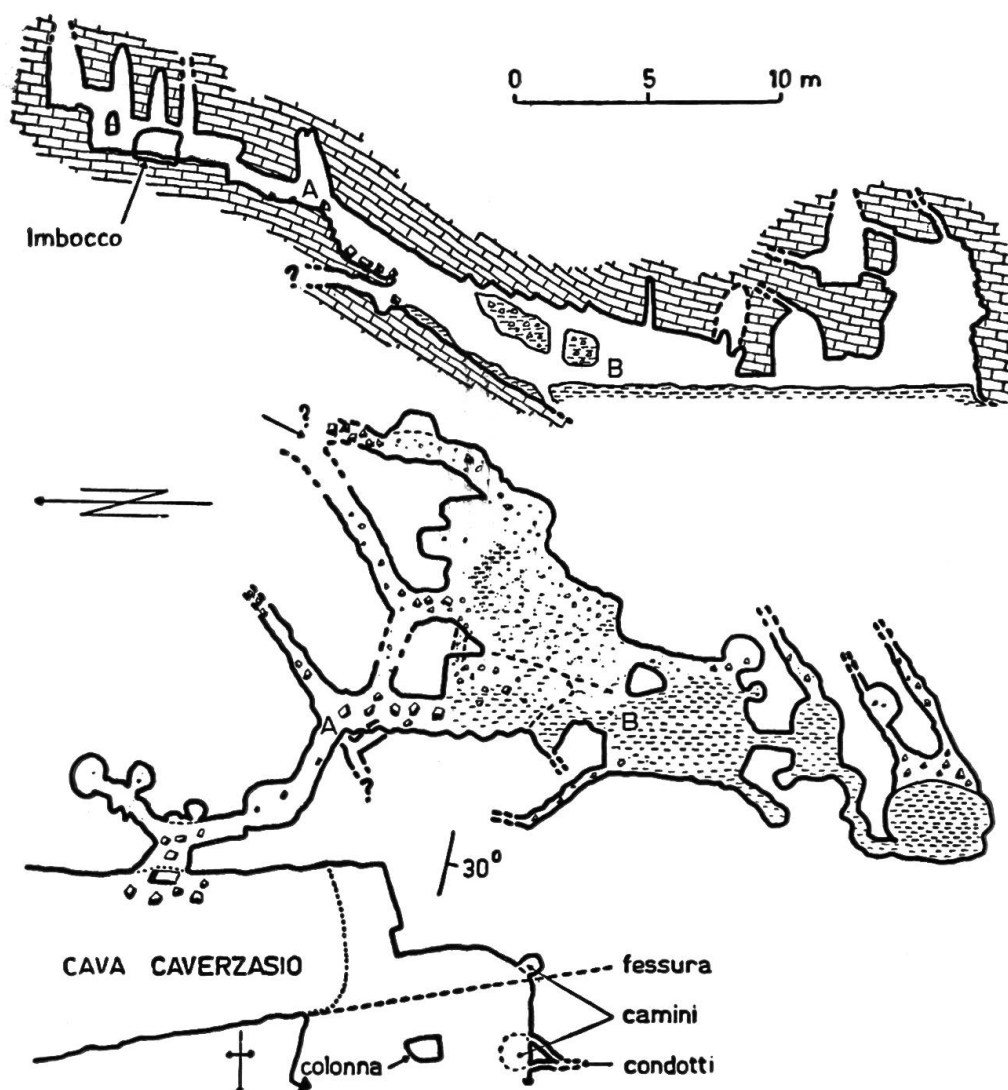 0 5 10 m
A
Imbocco
?
B
?
??
A
B
?
30°
CAVA CAVERZASIO
fessura
camini
colonna
condotti